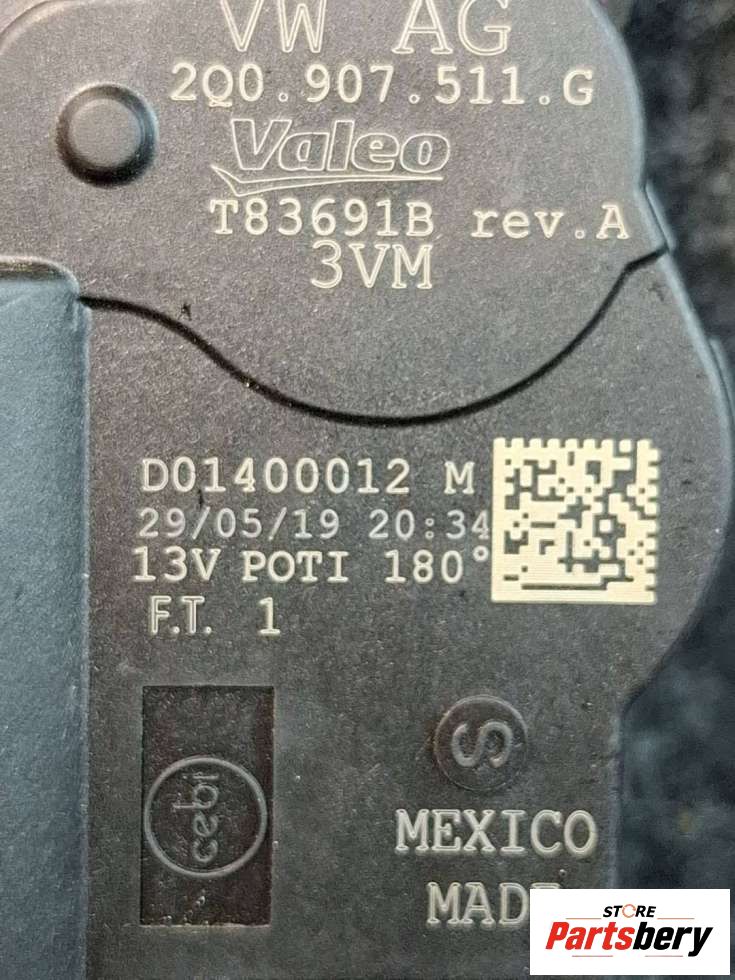 VW AG
2Q0.907.511.G
Valeo
T83691B rev.A
3VM
D01400012 M
29/05/19 20:34
13V POTI 180°
F.T. 1
S
cebi
MEXICO
MADE
STORE
Partsbery